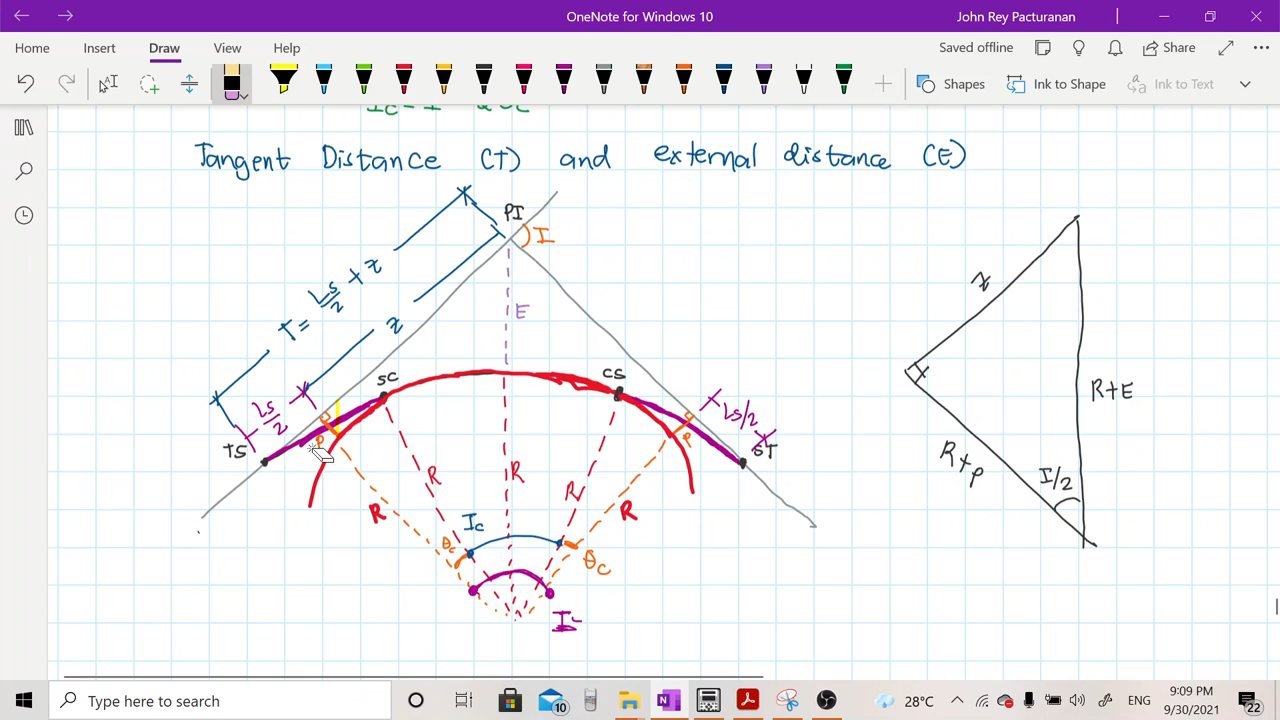 OneNote for Windows 10
John Rey Pacturanan
Home Insert Draw View Help
Saved offline
Share
Shapes
Ink to Shape
Ink to Text
Tangent Distance (T) and external distance (E)
PI
I
T = Ls/2 + z
z
E
z
SC
CS
Ls/2
Ls/2
R+E
TS
P
P
ST
R
R
R
R+P
I/2
R
R
Ic
θc
θc
I
Type here to search
10
28°C
ENG
9:09 PM
9/30/2021
22